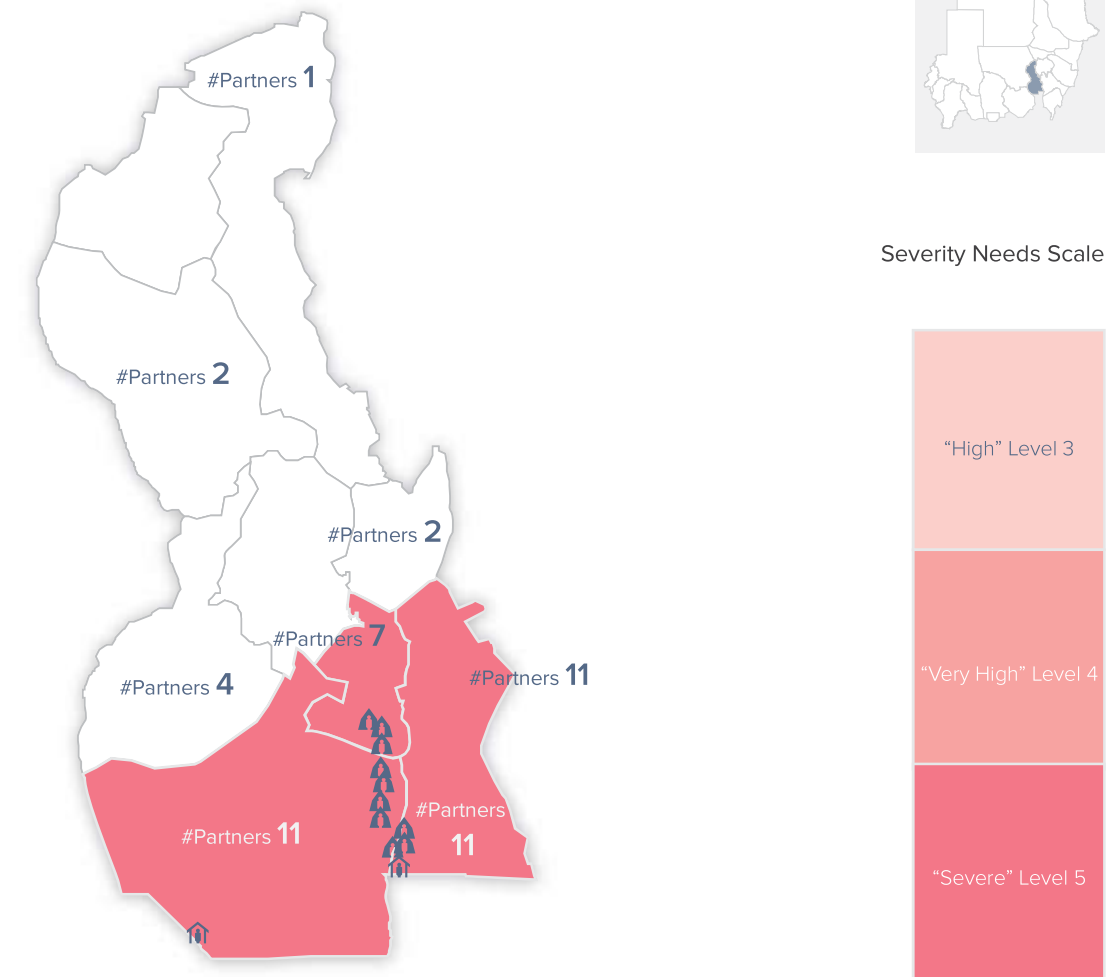 #Partners 1
Severity Needs Scale
#Partners 2
“High” Level 3
#Partners 2
#Partners 7
#Partners 11
“Very High” Level 4
#Partners 4
#Partners
11
#Partners 11
“Severe” Level 5